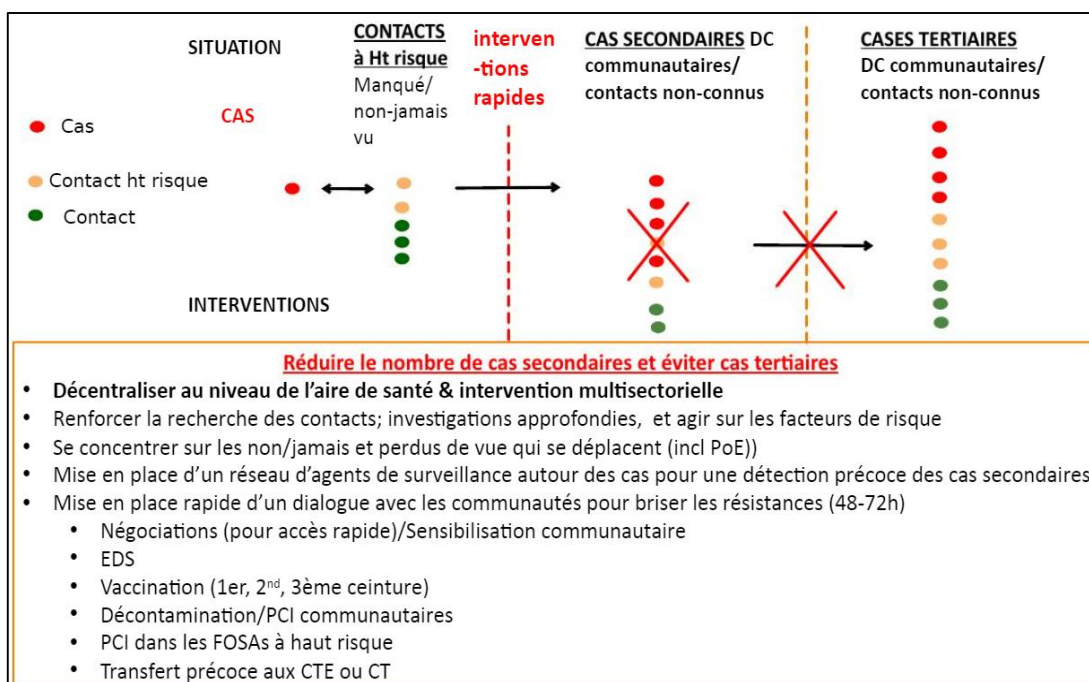 SITUATION
CAS
Cas
Contact ht risque
Contact
CONTACTS
à Ht risque
Manqué/
non-jamais
vu
interven
-tions
rapides
CAS SECONDAIRES DC
communautaires/
contacts non-connus
CASES TERTIAIRES
DC communautaires/
contacts non-connus
INTERVENTIONS
Réduire le nombre de cas secondaires et éviter cas tertiaires
• Décentraliser au niveau de l’aire de santé & intervention multisectorielle
• Renforcer la recherche des contacts; investigations approfondies, et agir sur les facteurs de risque
• Se concentrer sur les non/jamais et perdus de vue qui se déplacent (incl PoE))
• Mise en place d’un réseau d’agents de surveillance autour des cas pour une détection précoce des cas secondaires
• Mise en place rapide d’un dialogue avec les communautés pour briser les résistances (48-72h)
• Négociations (pour accès rapide)/Sensibilisation communautaire
• EDS
• Vaccination (1er, 2nd, 3ème ceinture)
• Décontamination/PCI communautaires
• PCI dans les FOSAs à haut risque
• Transfert précoce aux CTE ou CT